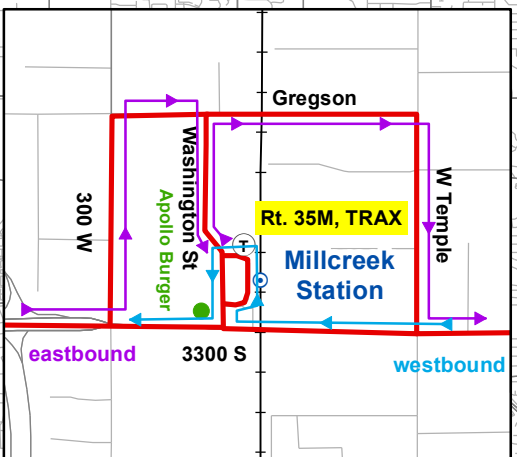 Gregson
Washington St
W Temple
300 W
Apollo Burger
Rt. 35M, TRAX
T
Millcreek
Station
eastbound
3300 S
westbound